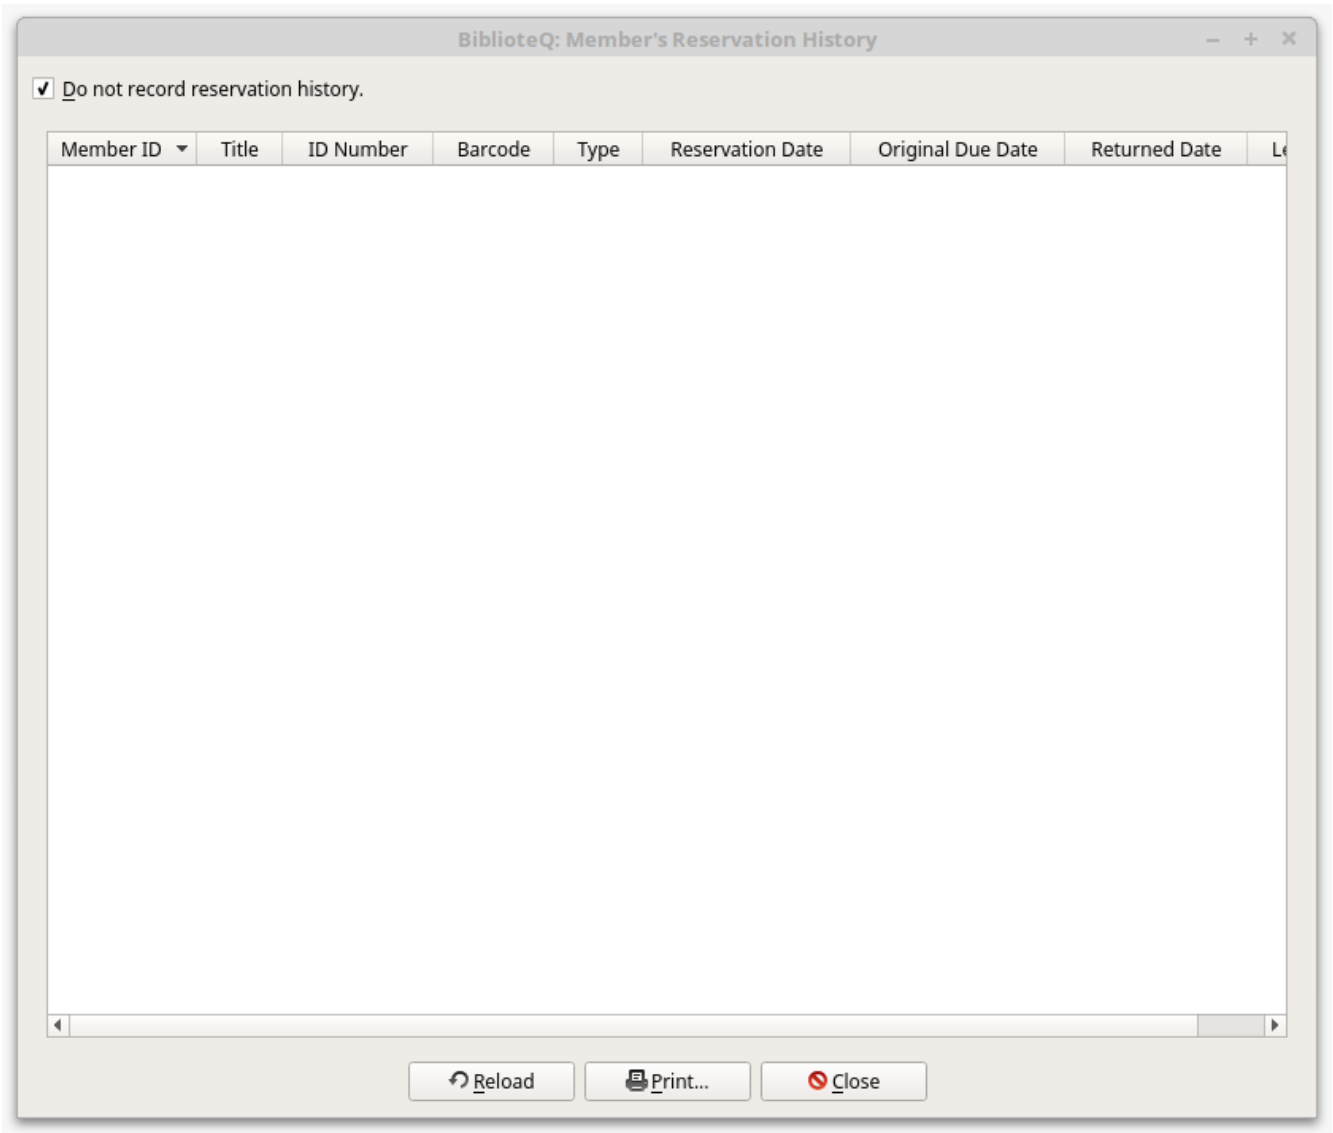 BiblioteQ: Member's Reservation History
Do not record reservation history.
Member ID Title ID Number Barcode Type Reservation Date Original Due Date Returned Date
Reload Print... Close